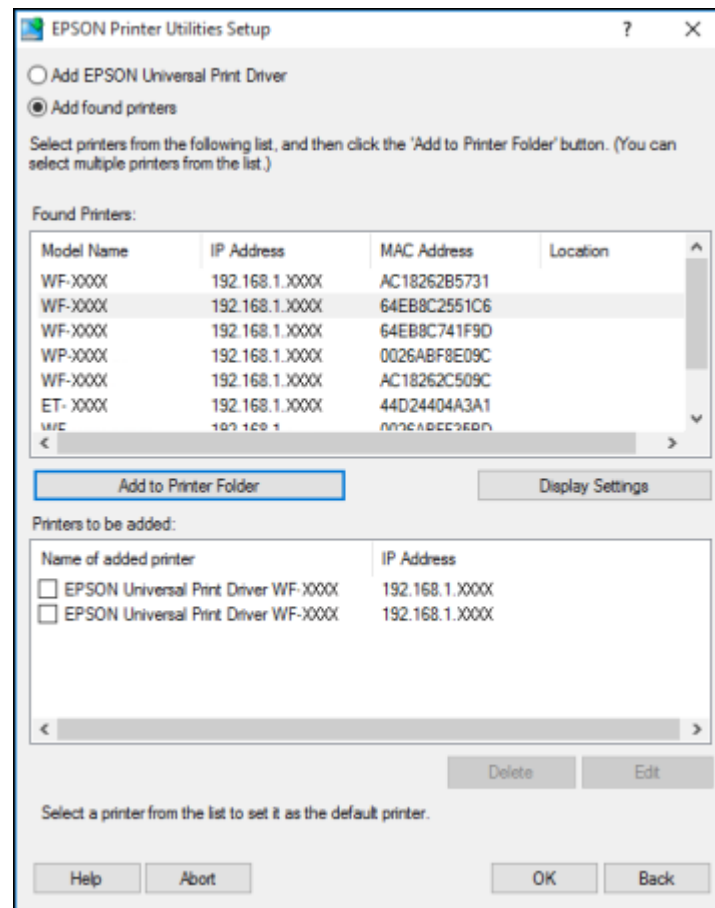 EPSON Printer Utilities Setup
Add EPSON Universal Print Driver
Add found printers
Select printers from the following list, and then click the 'Add to Printer Folder' button. (You can
select multiple printers from the list.)
Found Printers:
Model Name IP Address MAC Address Location
WF-XXXX 192.168.1.XXXX AC18262B5731
WF-XXXX 192.168.1.XXXX 64EB8C2551C6
WF-XXXX 192.168.1.XXXX 64EB8C741F9D
WP-XXXX 192.168.1.XXXX 0026ABF8E09C
WF-XXXX 192.168.1.XXXX AC18262C509C
ET- XXXX 192.168.1.XXXX 44D24404A3A1
192.168.1
Add to Printer Folder Display Settings
Printers to be added:
Name of added printer IP Address
EPSON Universal Print Driver WF-XXXX 192.168.1.XXXX
EPSON Universal Print Driver WF-XXXX 192.168.1.XXXX
Delete Edit
Select a printer from the list to set it as the default printer.
Help Abort OK Back